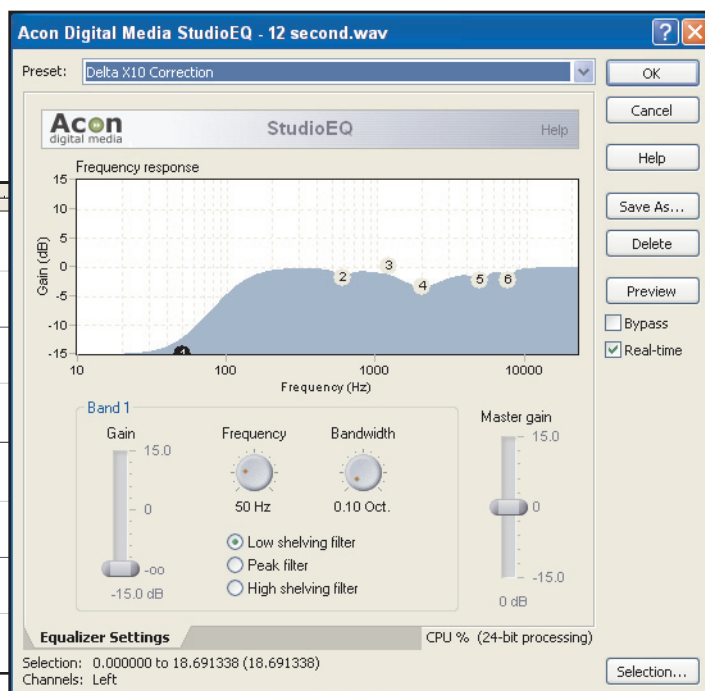 Acon Digital Media StudioEQ - 12 second.wav
Preset: Delta X10 Correction
OK
Cancel
Help
Save As...
Delete
Preview
Bypass
Real-time
Acon
digital media
StudioEQ
Help
Frequency response
Gain (dB)
15
10
5
0
-5
-10
-15
1 2 3 4 5 6
10 100 1000 10000
Frequency (Hz)
Band 1
Gain
15.0
0
-oo
-15.0 dB
Frequency
50 Hz
Bandwidth
0.10 Oct.
Low shelving filter
Peak filter
High shelving filter
Master gain
15.0
0
-15.0
0 dB
Equalizer Settings
CPU % (24-bit processing)
Selection: 0.000000 to 18.691338 (18.691338)
Channels: Left
Selection...